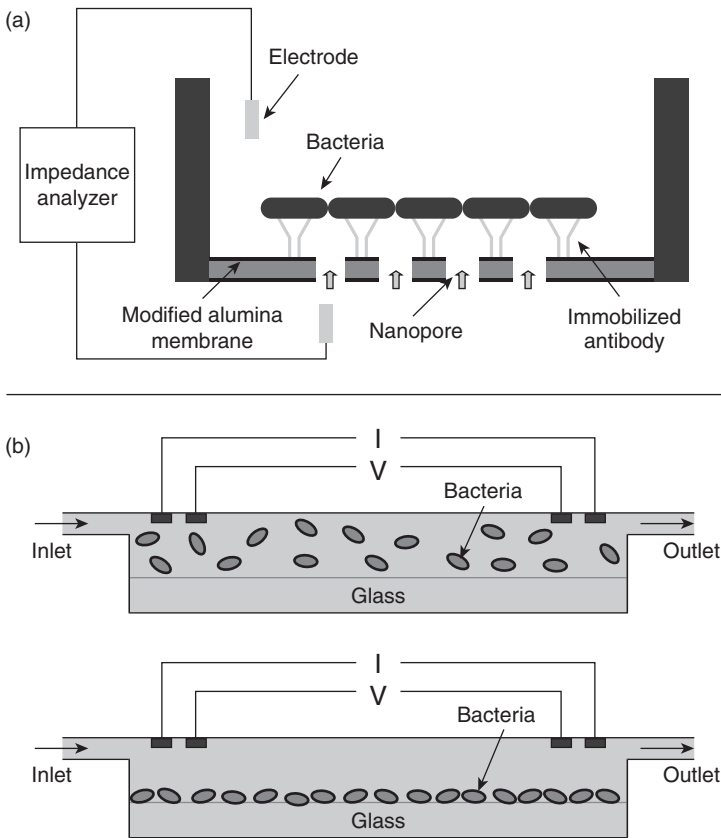 (a)
Electrode
Impedance
analyzer
Bacteria
Modified alumina
membrane
Nanopore
Immobilized
antibody
(b)
I
V
Bacteria
Inlet
Outlet
Glass
I
V
Bacteria
Inlet
Outlet
Glass